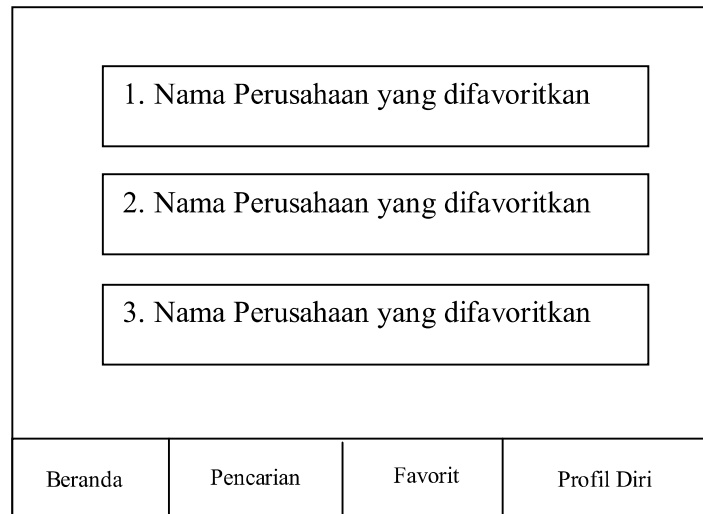 1. Nama Perusahaan yang difavoritkan
2. Nama Perusahaan yang difavoritkan
3. Nama Perusahaan yang difavoritkan
Beranda
Pencarian
Favorit
Profil Diri